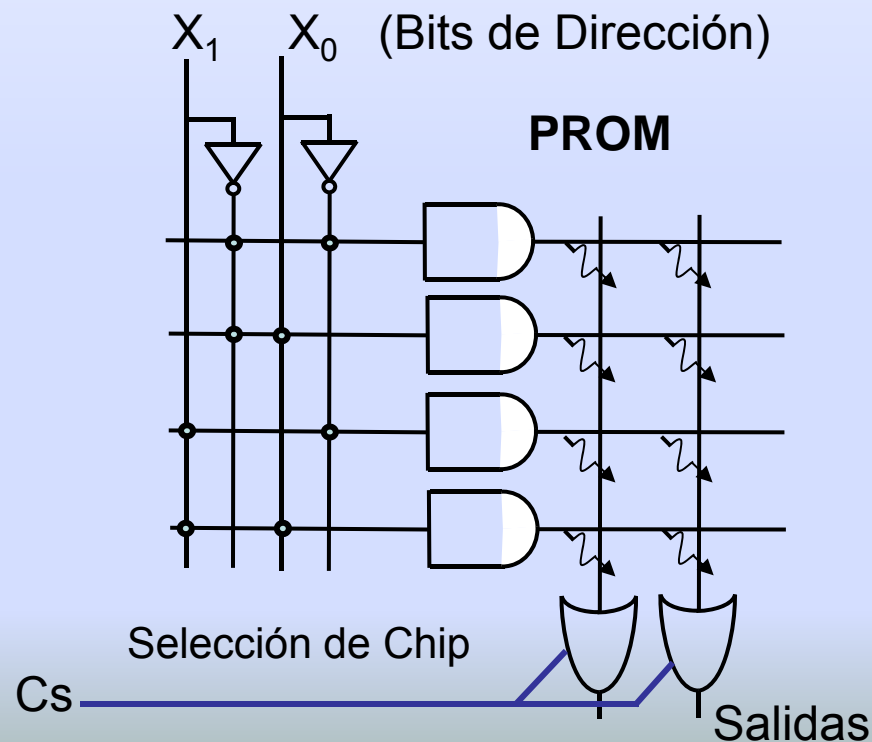 X₁ X₀ (Bits de Dirección)
PROM
Selección de Chip
Cs
Salidas